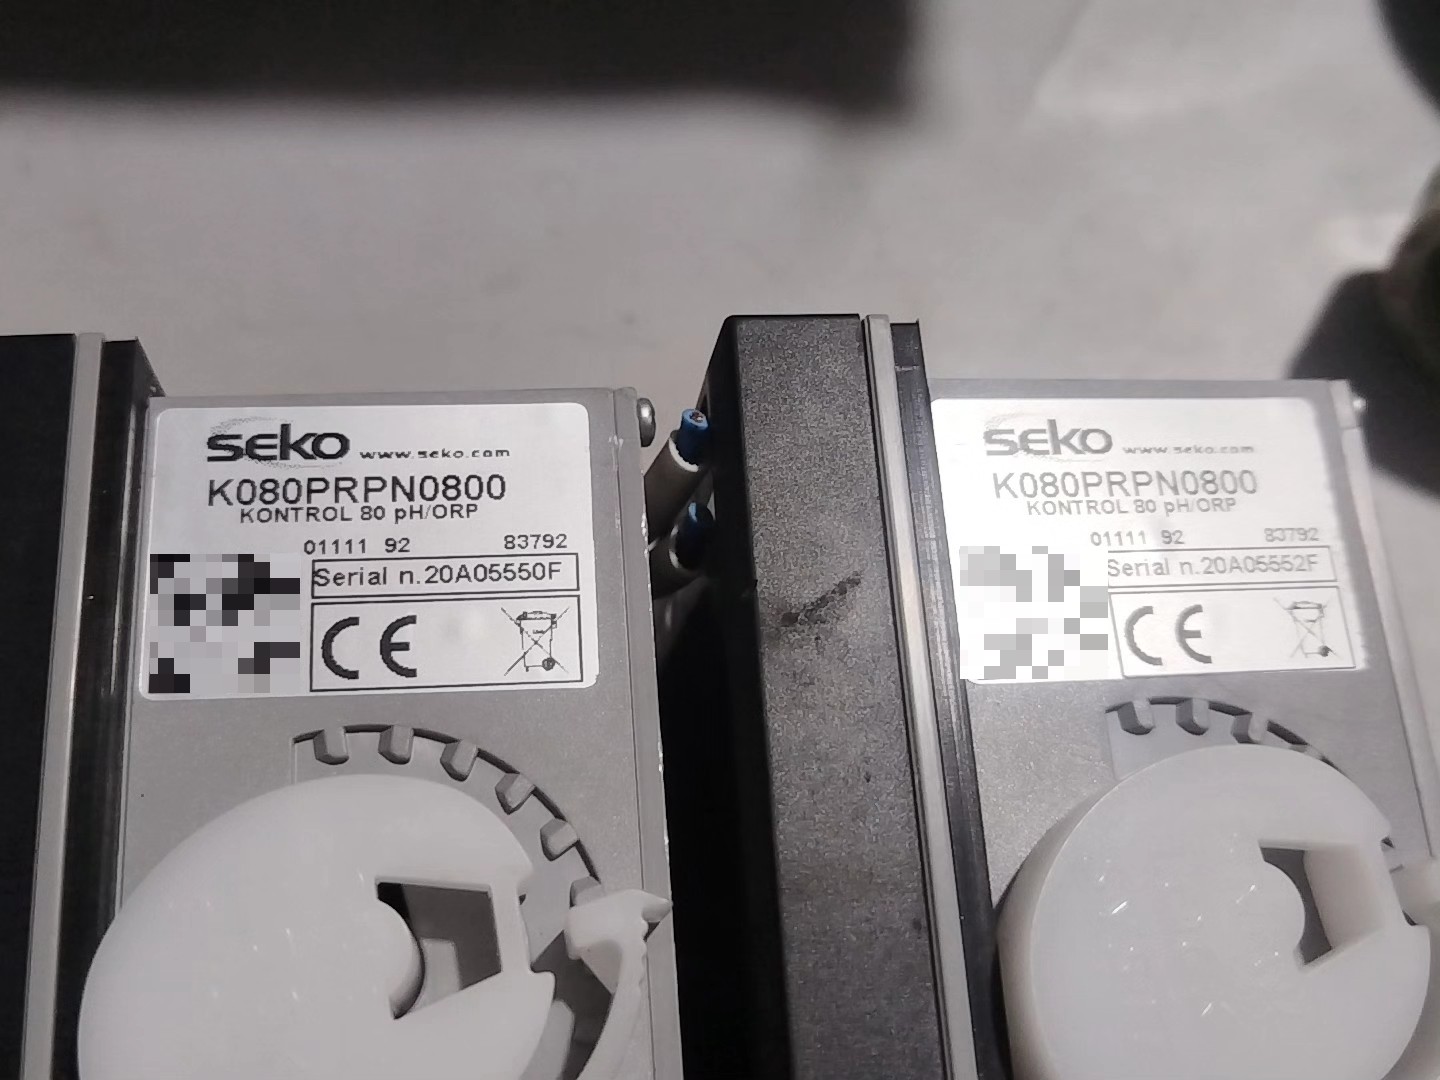 SEKO www.seko.com
K080PRPN0800
KONTROL 80 pH/ORP
01111 92 83792
Serial n.20A05550F
CE
SEKO www.seko.com
K080PRPN0800
KONTROL 80 pH/ORP
01111 92 83792
Serial n.20A05552F
CE